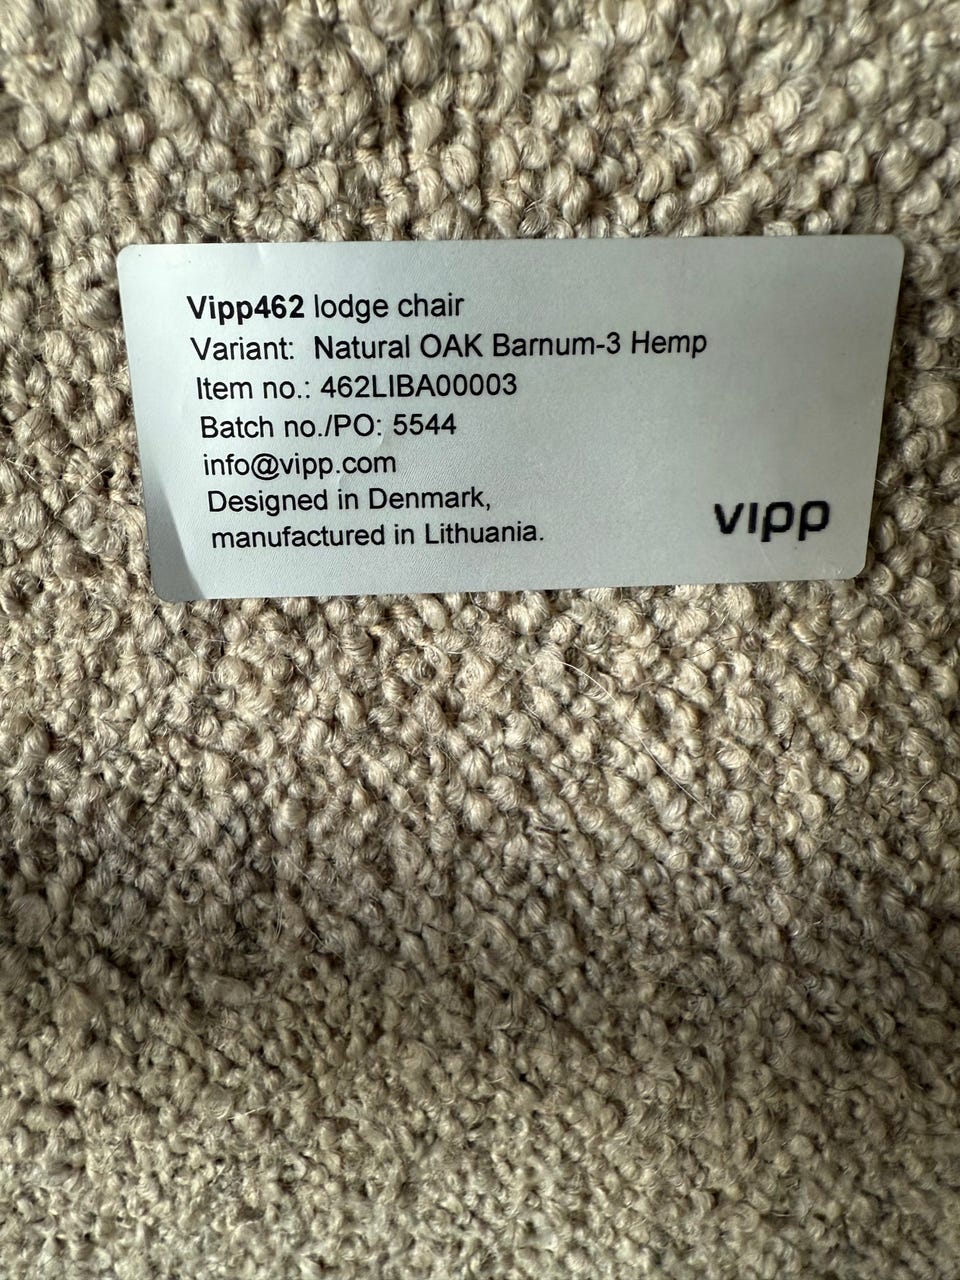 Vipp462 lodge chair
Variant: Natural OAK Barnum-3 Hemp
Item no.: 462LIBA00003
Batch no./PO: 5544
info@vipp.com
Designed in Denmark,
manufactured in Lithuania.
vipp